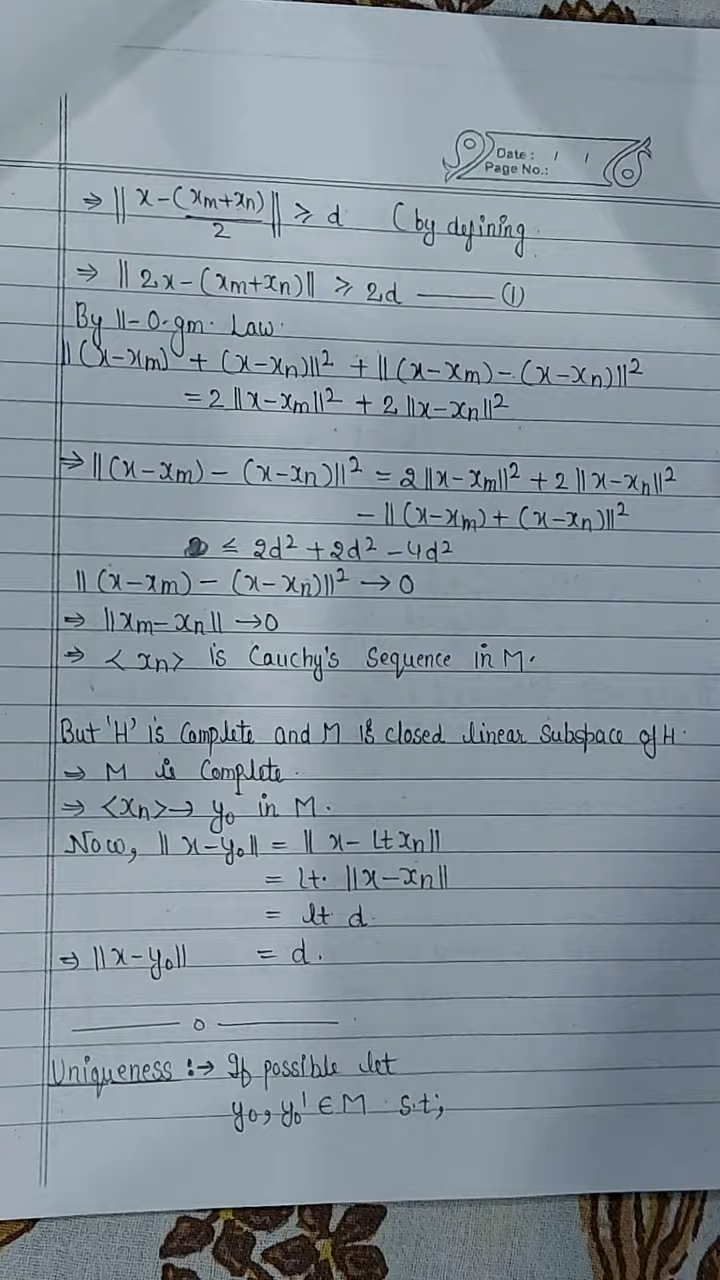 Date : / /
Page No.:
⇒ || x-(xm+xn)/2 || ≥ d (by defining
⇒ || 2x-(xm+xn)|| ≥ 2d —— (1)
By ||-0.gm. Law.
||(x-xm) + (x-xn)||² + ||(x-xm)-(x-xn)||²
= 2 ||x-xm||² + 2 ||x-xn||²
⇒ ||(x-xm) - (x-xn)||² = 2 ||x-xm||² + 2 ||x-xn||²
- ||(x-xm) + (x-xn)||²
≤ 2d² + 2d² - 4d²
|| (x-xm) - (x-xn)||² → 0
⇒ ||xm-xn|| → 0
⇒ <xn> is Cauchy's Sequence in M.
But 'H' is Complete and M is closed linear Subspace of H.
⇒ M is Complete.
⇒ <xn> → y₀ in M.
Now, || x-y₀|| = || x- Lt xn||
= Lt. ||x-xn||
= lt d.
⇒ ||x-y₀|| = d.
—— o ——
Uniqueness :→ If possible let
y₀, y₀' ∈ M s.t;